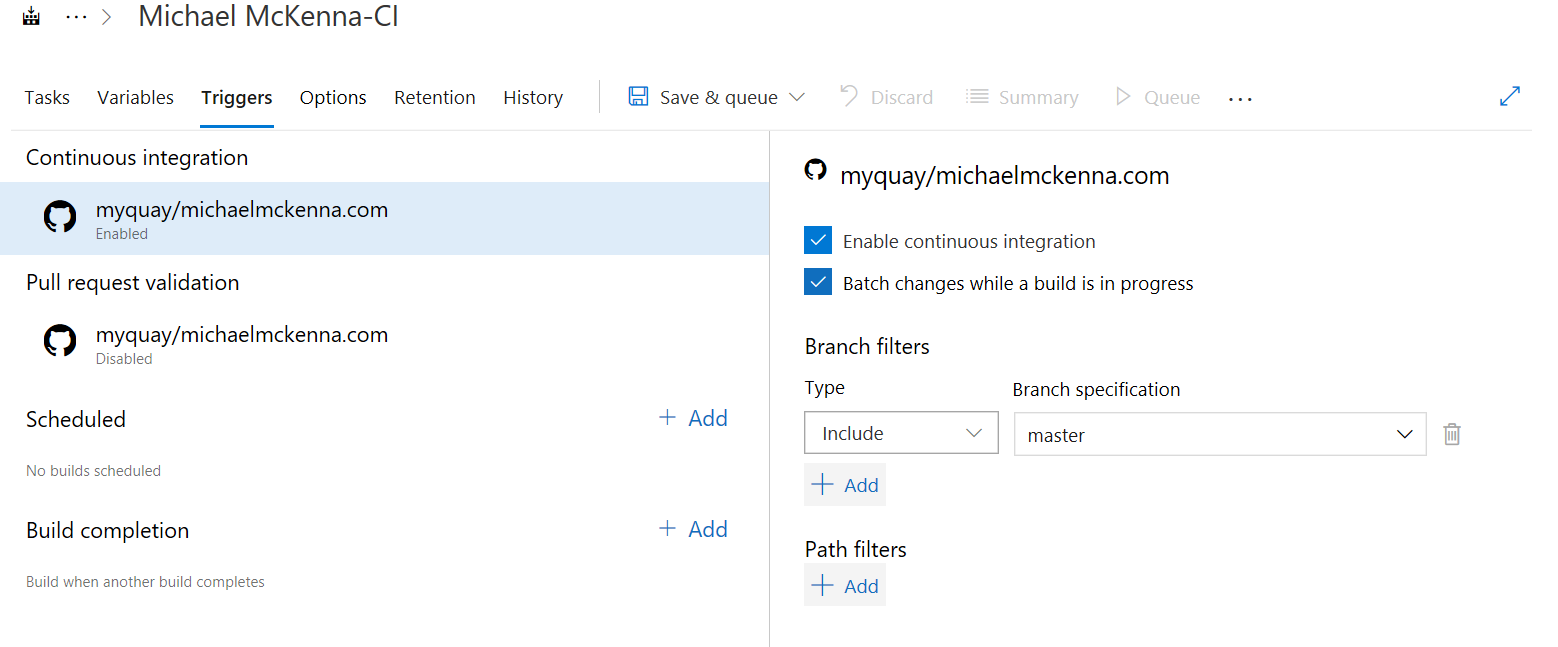 ··· > Michael McKenna-CI
Tasks Variables Triggers Options Retention History Save & queue Discard Summary Queue ...
Continuous integration
myquay/michaelmckenna.com
Enabled
Pull request validation
myquay/michaelmckenna.com
Disabled
Scheduled + Add
No builds scheduled
Build completion + Add
Build when another build completes
myquay/michaelmckenna.com
Enable continuous integration
Batch changes while a build is in progress
Branch filters
Type Branch specification
Include master
+ Add
Path filters
+ Add